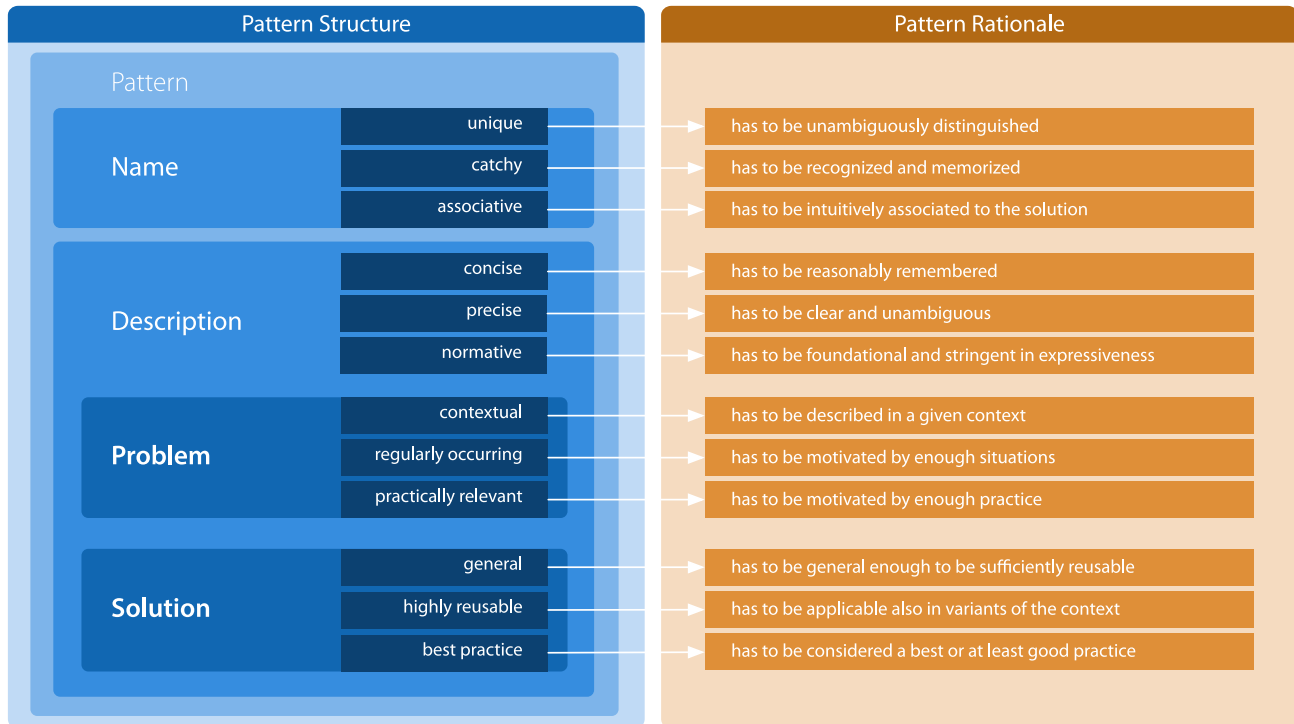 Pattern Structure
Pattern Rationale
Pattern
Name
unique
has to be unambiguously distinguished
catchy
has to be recognized and memorized
associative
has to be intuitively associated to the solution
Description
concise
has to be reasonably remembered
precise
has to be clear and unambiguous
normative
has to be foundational and stringent in expressiveness
Problem
contextual
has to be described in a given context
regularly occurring
has to be motivated by enough situations
practically relevant
has to be motivated by enough practice
Solution
general
has to be general enough to be sufficiently reusable
highly reusable
has to be applicable also in variants of the context
best practice
has to be considered a best or at least good practice